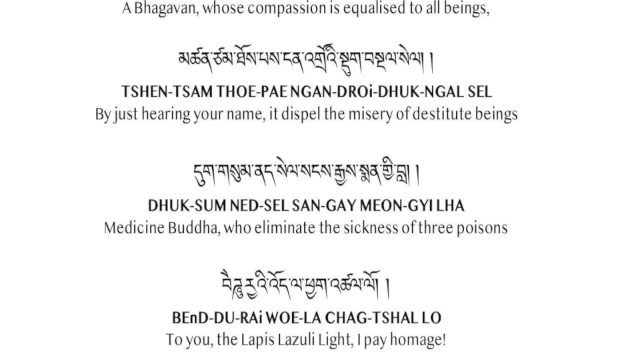 A Bhagavan, whose compassion is equalised to all beings,
མཚན་ཙམ་ཐོས་པས་ངན་འགྲོའི་སྡུག་བསྔལ་སེལ། །
TSHEN-TSAM THOE-PAE NGAN-DROi-DHUK-NGAL SEL
By just hearing your name, it dispel the misery of destitute beings
དུག་གསུམ་ནད་སེལ་སངས་རྒྱས་སྨན་གྱི་བླ། །
DHUK-SUM NED-SEL SAN-GAY MEON-GYI LHA
Medicine Buddha, who eliminate the sickness of three poisons
བཻཌཱུརྱའི་འོད་ལ་ཕྱག་འཚལ་ལོ། །
BEnD-DU-RAi WOE-LA CHAG-TSHAL LO
To you, the Lapis Lazuli Light, I pay homage!